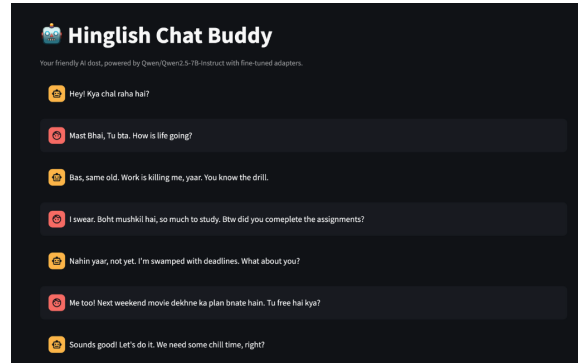 Hinglish Chat Buddy
Your friendly AI dost, powered by Qwen/Qwen2.5-7B-Instruct with fine-tuned adapters.
Hey! Kya chal raha hai?
Mast Bhai, Tu bta. How is life going?
Bas, same old. Work is killing me, yaar. You know the drill.
I swear. Boht mushkil hai, so much to study. Btw did you comeplete the assignments?
Nahin yaar, not yet. I'm swamped with deadlines. What about you?
Me too! Next weekend movie dekhne ka plan bnate hain. Tu free hai kya?
Sounds good! Let's do it. We need some chill time, right?